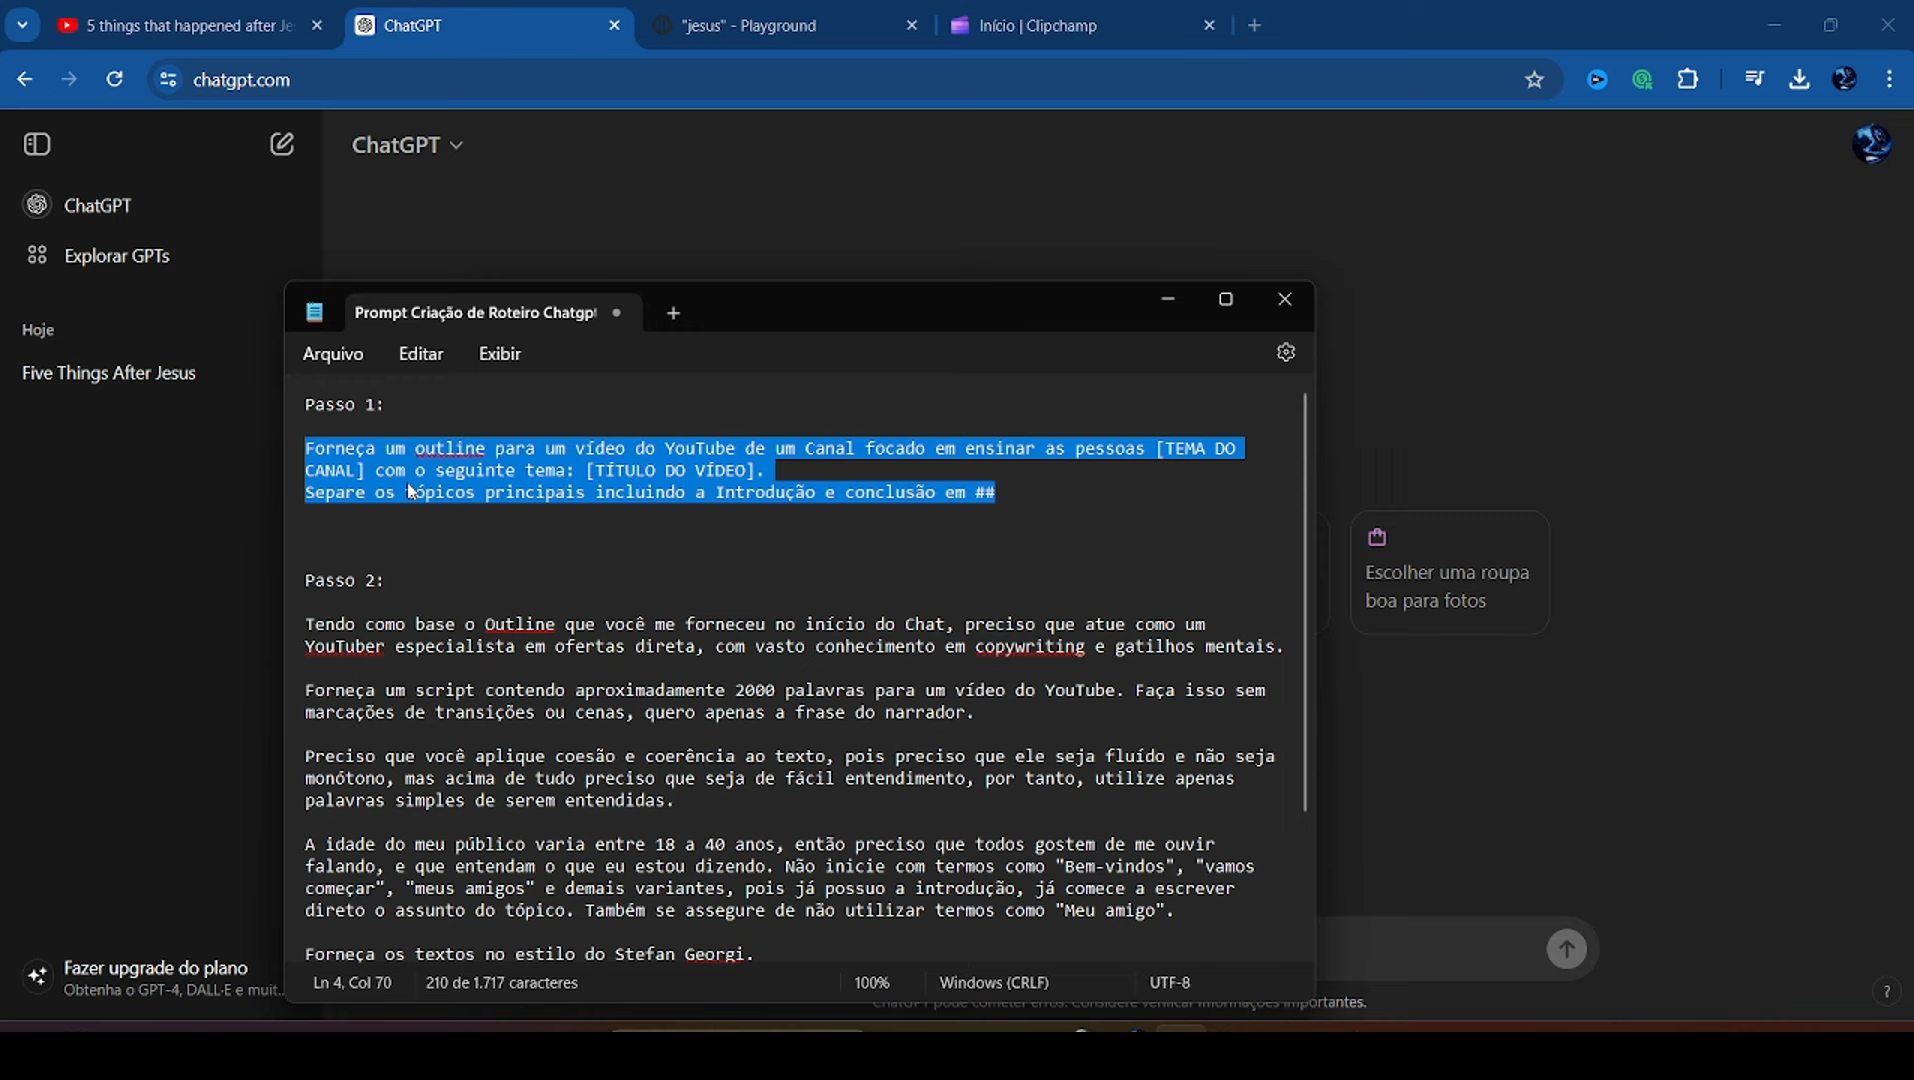 5 things that happened after Je
ChatGPT
"jesus" - Playground
Início | Clipchamp
chatgpt.com
ChatGPT
ChatGPT
Explorar GPTs
Hoje
Five Things After Jesus
Prompt Criação de Roteiro Chatgpt
Arquivo Editar Exibir
Passo 1:
Forneça um outline para um vídeo do YouTube de um Canal focado em ensinar as pessoas [TEMA DO
CANAL] com o seguinte tema: [TÍTULO DO VÍDEO].
Separe os tópicos principais incluindo a Introdução e conclusão em ##
Passo 2:
Tendo como base o Outline que você me forneceu no início do Chat, preciso que atue como um
YouTuber especialista em ofertas direta, com vasto conhecimento em copywriting e gatilhos mentais.
Forneça um script contendo aproximadamente 2000 palavras para um vídeo do YouTube. Faça isso sem
marcações de transições ou cenas, quero apenas a frase do narrador.
Preciso que você aplique coesão e coerência ao texto, pois preciso que ele seja fluído e não seja
monótono, mas acima de tudo preciso que seja de fácil entendimento, por tanto, utilize apenas
palavras simples de serem entendidas.
A idade do meu público varia entre 18 a 40 anos, então preciso que todos gostem de me ouvir
falando, e que entendam o que eu estou dizendo. Não inicie com termos como "Bem-vindos", "vamos
começar", "meus amigos" e demais variantes, pois já possuo a introdução, já comece a escrever
direto o assunto do tópico. Também se assegure de não utilizar termos como "Meu amigo".
Forneça os textos no estilo do Stefan Georgi.
Ln 4, Col 70 210 de 1.717 caracteres 100% Windows (CRLF) UTF-8
Escolher uma roupa
boa para fotos
Fazer upgrade do plano
Obtenha o GPT-4, DALL-E e muit...
ChatGPT pode cometer erros. Considere verificar informações importantes.
?